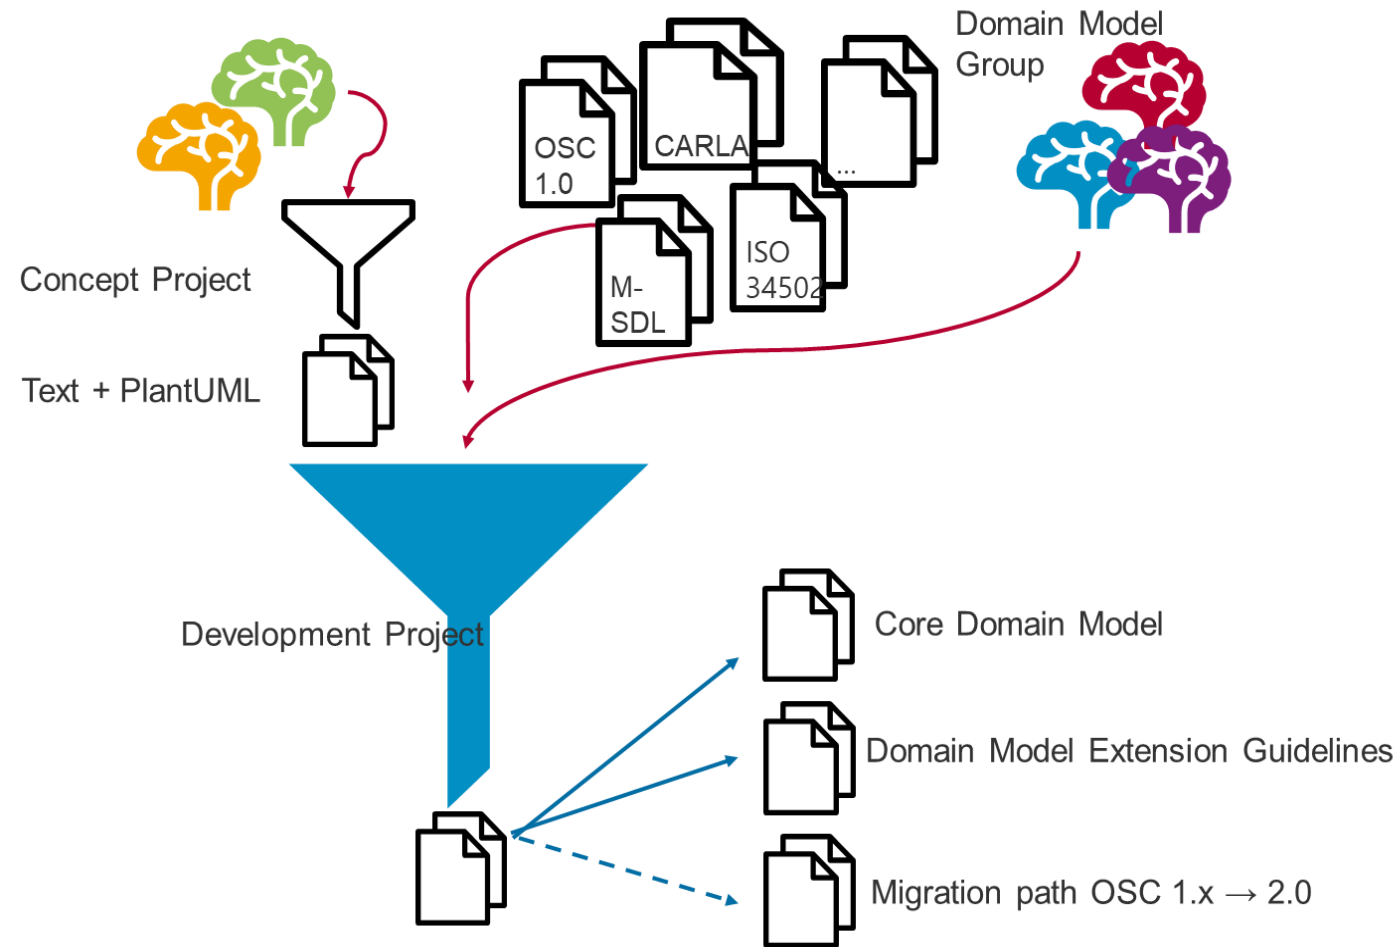 Domain Model
Group
OSC
1.0
CARLA
...
ISO
34502
M-
SDL
Concept Project
Text + PlantUML
Development Project
Core Domain Model
Domain Model Extension Guidelines
Migration path OSC 1.x → 2.0